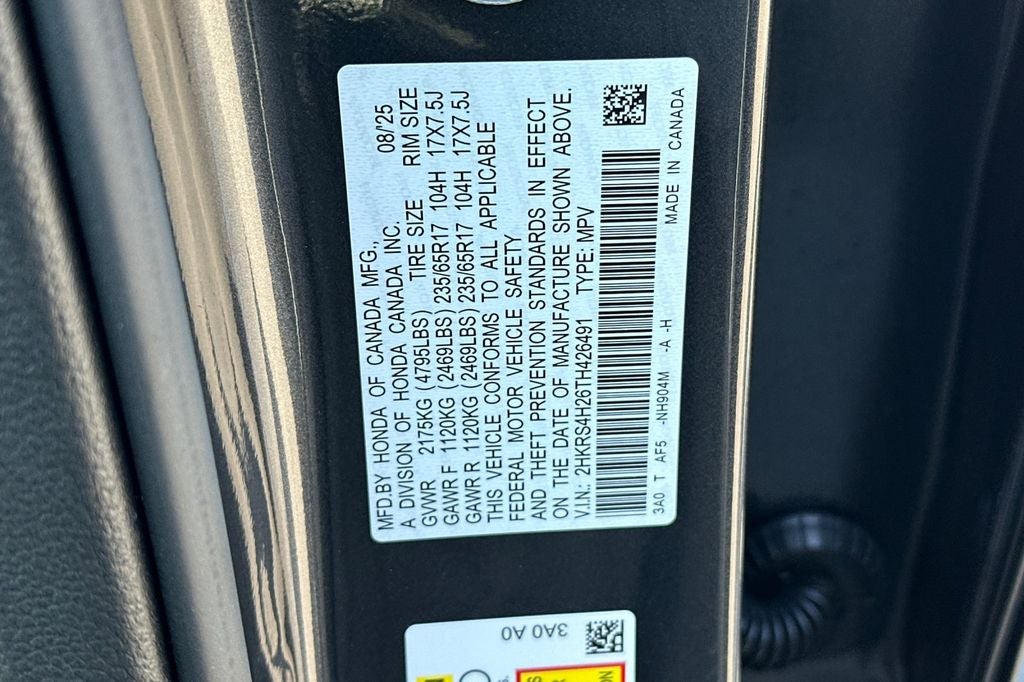 MFD.BY HONDA OF CANADA MFG., 08/25
A DIVISION OF HONDA CANADA INC.
GVWR 2175KG (4795LBS) TIRE SIZE RIM SIZE
GAWR F 1120KG (2469LBS) 235/65R17 104H 17X7.5J
GAWR R 1120KG (2469LBS) 235/65R17 104H 17X7.5J
THIS VEHICLE CONFORMS TO ALL APPLICABLE
FEDERAL MOTOR VEHICLE SAFETY
AND THEFT PREVENTION STANDARDS IN EFFECT
ON THE DATE OF MANUFACTURE SHOWN ABOVE.
V.I.N.: 2HKRS4H26TH426491 TYPE: MPV
3A0 T AF5 -NH904M -A -H MADE IN CANADA
3A0 A0